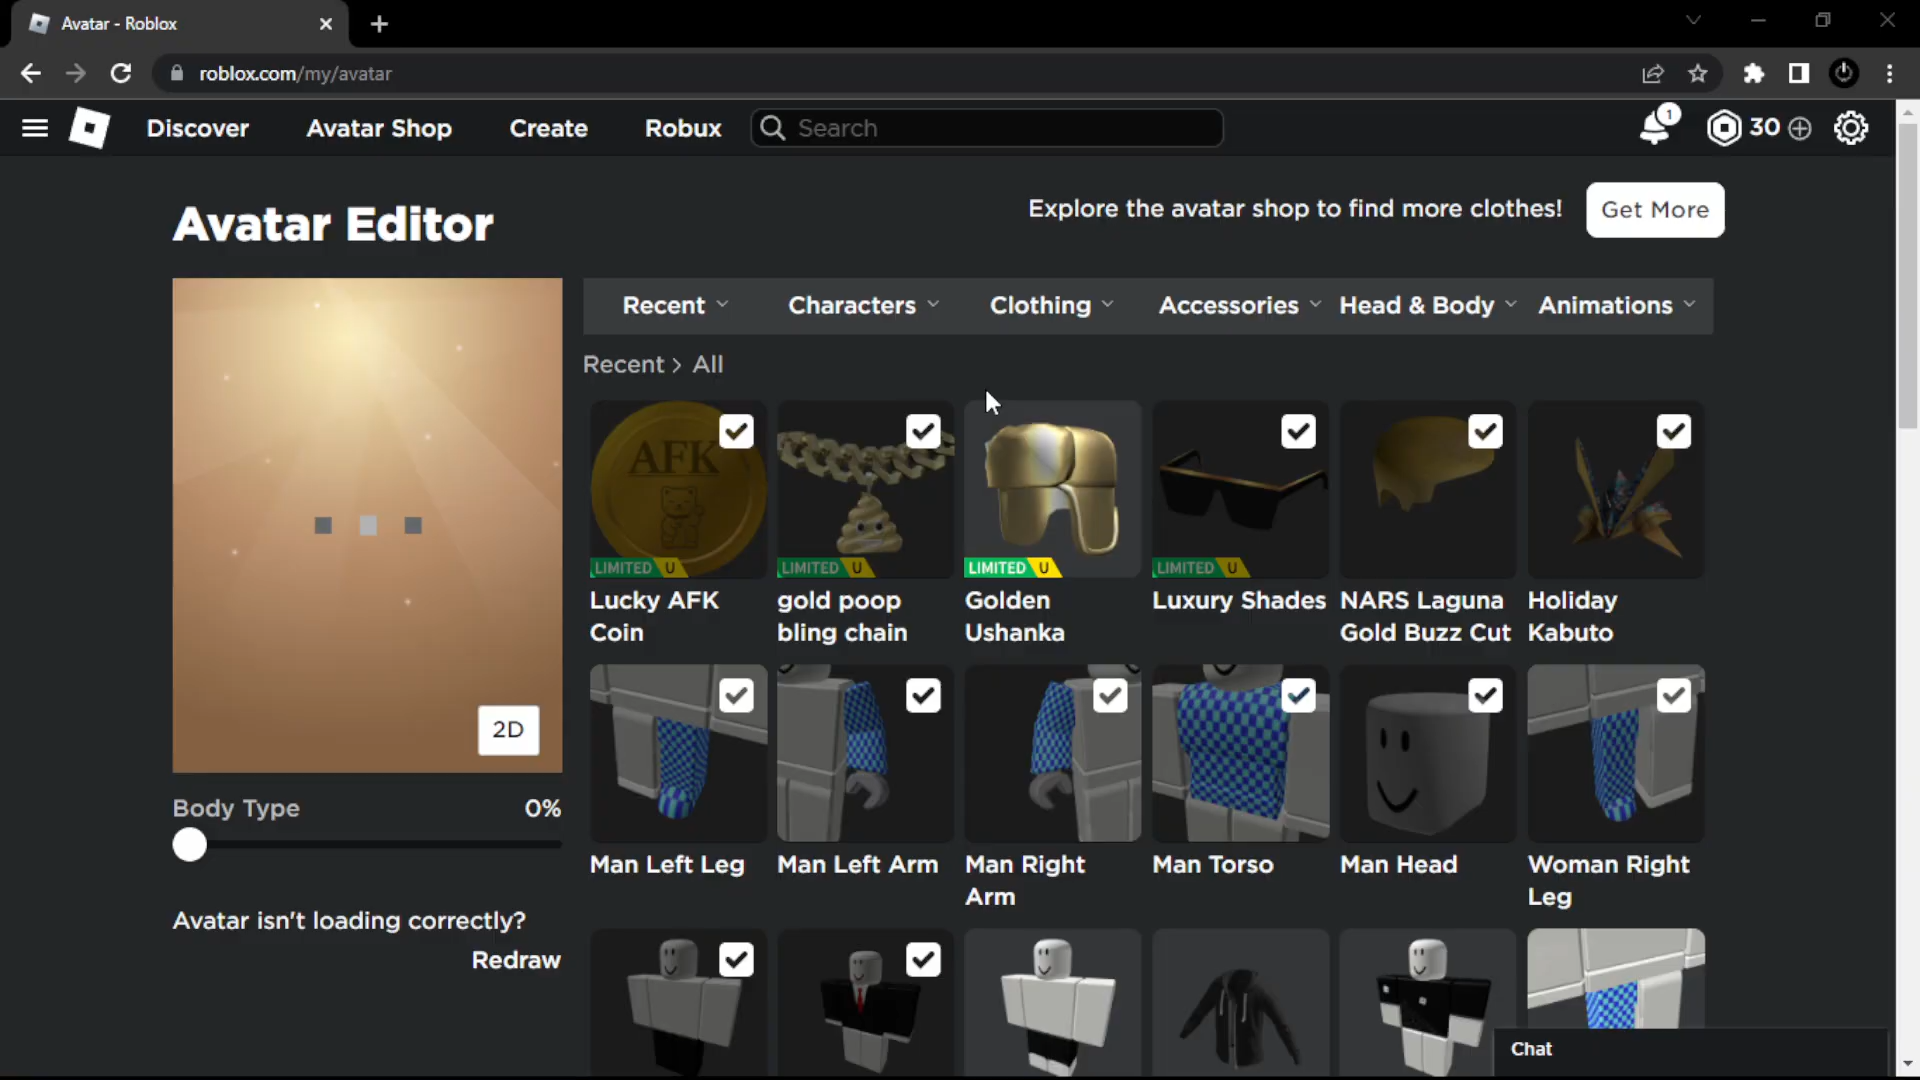 Avatar - Roblox
roblox.com/my/avatar
Discover
Avatar Shop
Create
Robux
Search
1
30
Avatar Editor
Explore the avatar shop to find more clothes!
Get More
Recent
Characters
Clothing
Accessories
Head & Body
Animations
Recent > All
AFK
LIMITED U
LIMITED U
LIMITED U
LIMITED U
Lucky AFK
Coin
gold poop
bling chain
Golden
Ushanka
Luxury Shades
NARS Laguna
Gold Buzz Cut
Holiday
Kabuto
2D
Body Type
0%
Man Left Leg
Man Left Arm
Man Right
Arm
Man Torso
Man Head
Woman Right
Leg
Avatar isn't loading correctly?
Redraw
Chat